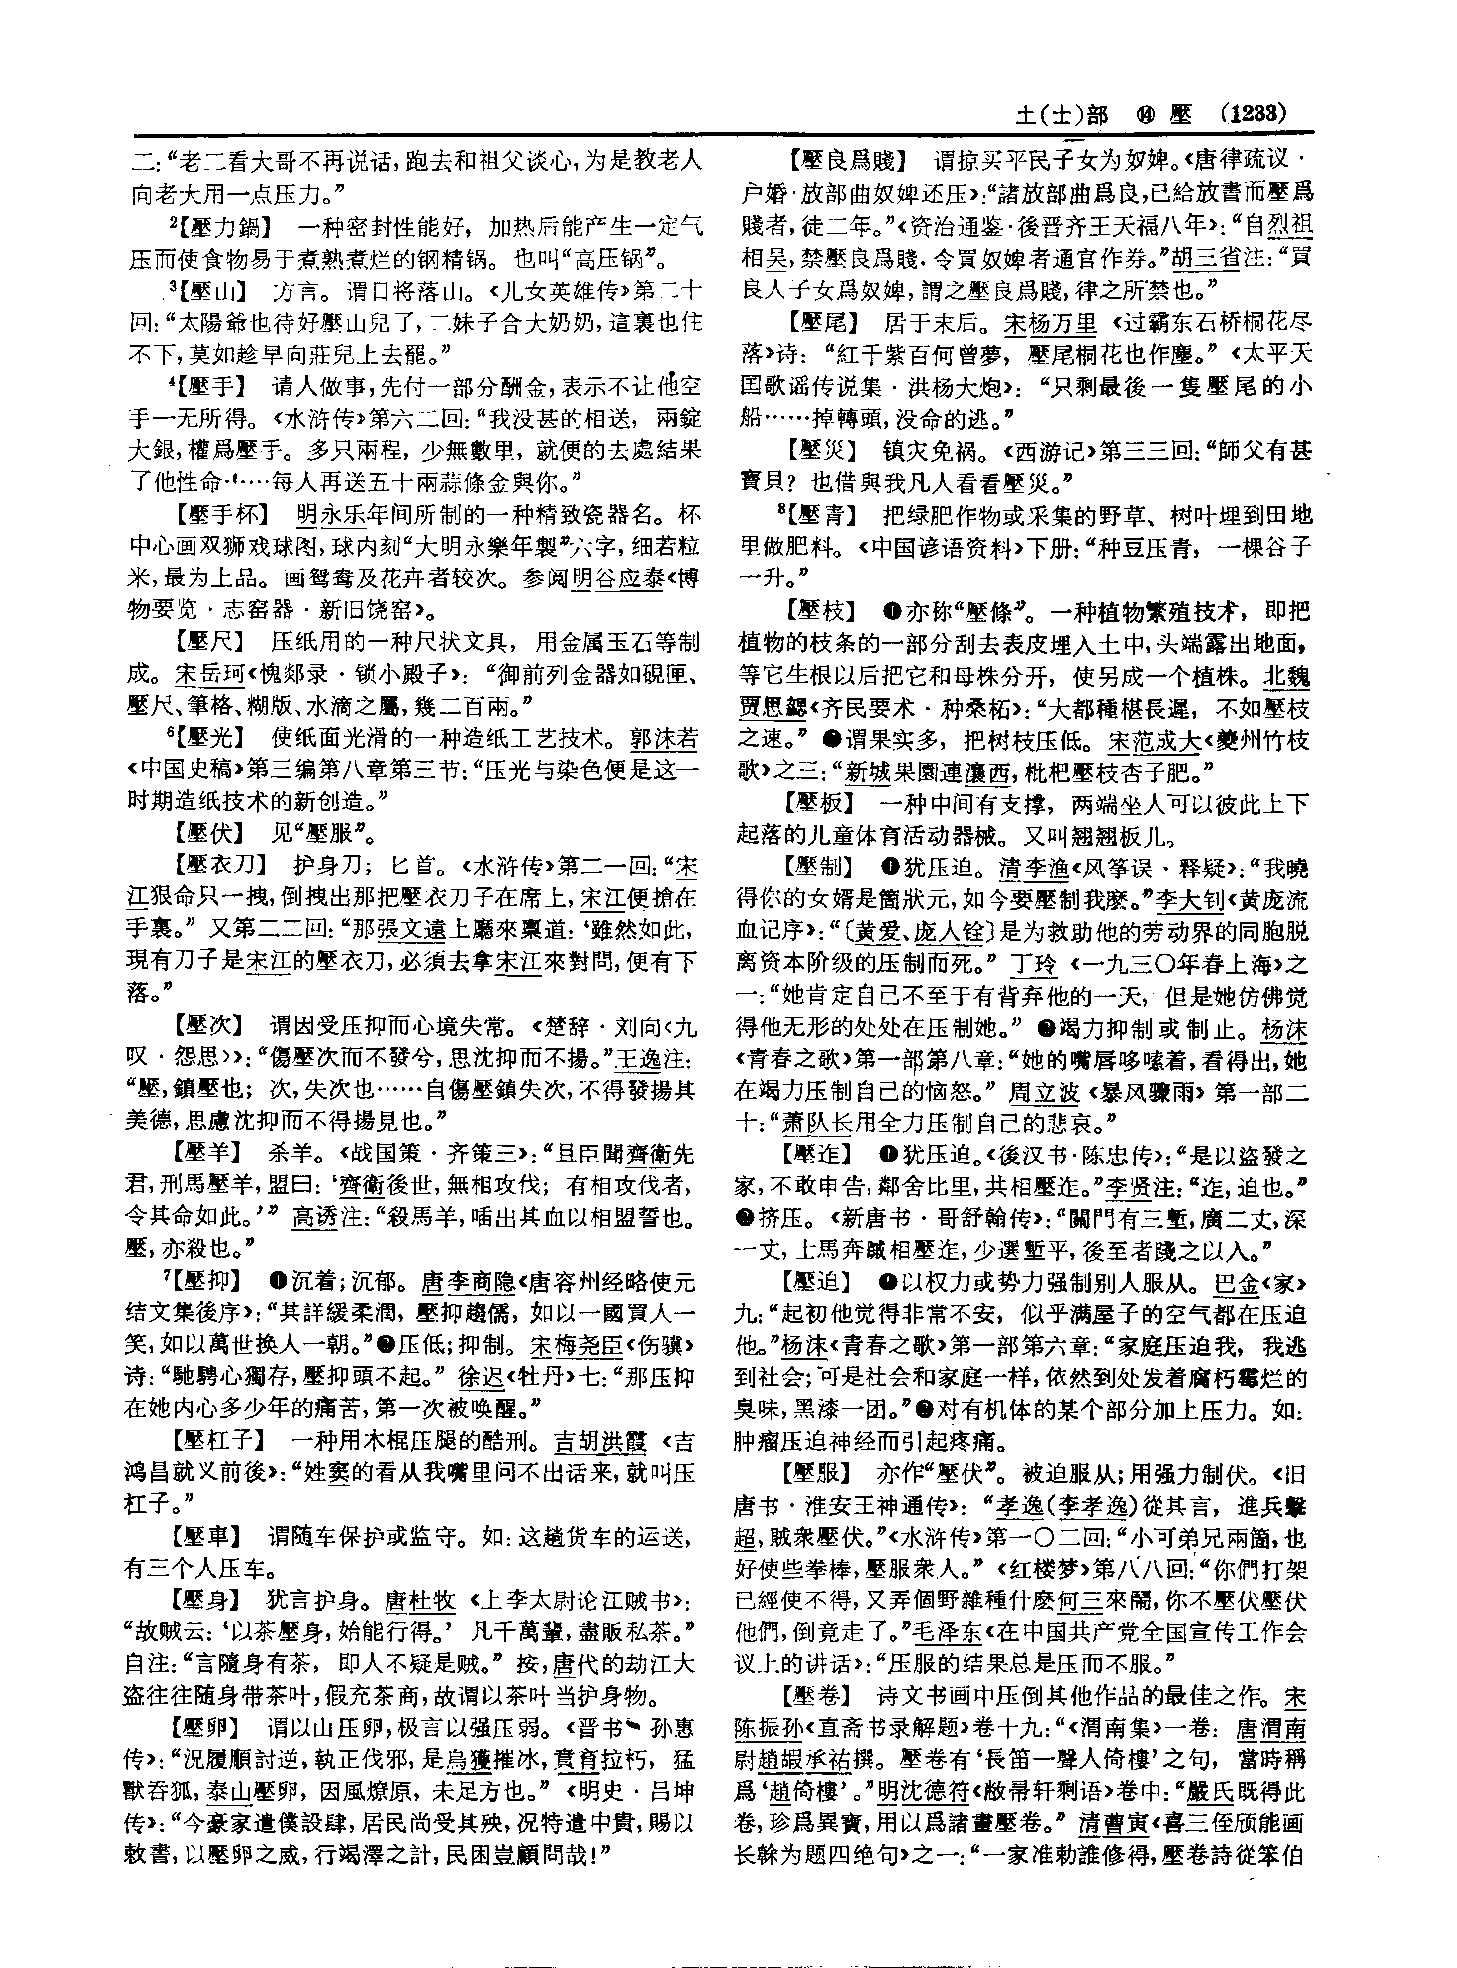 土(士)部 ⑭ 壓 (1233)
二:“老二看大哥不再说话,跑去和祖父谈心,为是教老人
向老大用一点压力。”
²【壓力鍋】 一种密封性能好,加热后能产生一定气
压而使食物易于煮熟煮烂的钢精锅。也叫“高压锅”。
³【壓山】 方言。谓日将落山。《儿女英雄传》第二十
回:“太陽爺也待好壓山兒了,二妹子合大奶奶,這裏也住
不下,莫如趁早向莊兒上去罷。”
⁴【壓手】 请人做事,先付一部分酬金,表示不让他空
手一无所得。《水浒传》第六二回:“我没甚的相送,兩錠
大銀,權爲壓手。多只兩程,少無數里,就便的去處結果
了他性命……每人再送五十兩蒜條金與你。”
【壓手杯】 明永乐年间所制的一种精致瓷器名。杯
中心画双狮戏球图,球内刻“大明永樂年製”六字,细若粒
米,最为上品。画鸳鸯及花卉者较次。参阅明谷应泰《博
物要览·志窑器·新旧饶窑》。
【壓尺】 压纸用的一种尺状文具,用金属玉石等制
成。宋岳珂《愧郯录·锁小殿子》:“御前列金器如硯匣、
壓尺、筆格、糊版、水滴之屬,幾二百兩。”
⁶【壓光】 使纸面光滑的一种造纸工艺技术。郭沫若
《中国史稿》第三编第八章第三节:“压光与染色便是这一
时期造纸技术的新创造。”
【壓伏】 见“壓服”。
【壓衣刀】 护身刀;匕首。《水浒传》第二一回:“宋
江狠命只一拽,倒拽出那把壓衣刀子在席上,宋江便搶在
手裏。”又第二二回:“那張文遠上廳來禀道:‘雖然如此,
現有刀子是宋江的壓衣刀,必須去拿宋江來對問,便有下
落。”
【壓次】 谓因受压抑而心境失常。《楚辞·刘向〈九
叹·怨思〉》:“傷壓次而不發兮,思沈抑而不揚。”王逸注:
“壓,鎮壓也;次,失次也……自傷壓鎮失次,不得發揚其
美德,思慮沈抑而不得揚見也。”
【壓羊】 杀羊。《战国策·齐策三》:“且臣聞齊衛先
君,刑馬壓羊,盟曰:‘齊衛後世,無相攻伐;有相攻伐者,
令其命如此。’”高诱注:“殺馬羊,啑出其血以相盟誓也。
壓,亦殺也。”
⁷【壓抑】 ❶沉着;沉郁。唐李商隐《唐容州经略使元
结文集後序》:“其詳緩柔潤,壓抑趨儒,如以一國買人一
笑,如以萬世换人一朝。”❷压低;抑制。宋梅尧臣《伤骥》
诗:“馳騁心獨存,壓抑頭不起。”徐迟《牡丹》七:“那压抑
在她内心多少年的痛苦,第一次被唤醒。”
【壓杠子】 一种用木棍压腿的酷刑。吉胡洪霞《吉
鸿昌就义前後》:“姓窦的看从我嘴里问不出话来,就叫压
杠子。”
【壓車】 谓随车保护或监守。如:这趟货车的运送,
有三个人压车。
【壓身】 犹言护身。唐杜牧《上李太尉论江贼书》:
“故贼云:‘以茶壓身,始能行得。’凡千萬輩,盡販私茶。”
自注:“言隨身有茶,即人不疑是贼。”按,唐代的劫江大
盗往往随身带茶叶,假充茶商,故谓以茶叶当护身物。
【壓卵】 谓以山压卵,极言以强压弱。《晋书·孙惠
传》:“況履順討逆,執正伐邪,是烏獲摧冰,賁育拉朽,猛
獸吞狐,泰山壓卵,因風燎原,未足方也。”《明史·吕坤
传》:“今豪家遣僕設肆,居民尚受其殃,况特遣中貴,賜以
敕書,以壓卵之威,行竭澤之計,民困豈顧問哉!”
【壓良爲賤】 谓掠买平民子女为奴婢。《唐律疏议·
户婚·放部曲奴婢还压》:“諸放部曲爲良,已給放書而壓爲
賤者,徒二年。”《资治通鉴·後晋齐王天福八年》:“自烈祖
相吴,禁壓良爲賤,令買奴婢者通官作券。”胡三省注:“買
良人子女爲奴婢,謂之壓良爲賤,律之所禁也。”
【壓尾】 居于末后。宋杨万里《过霸东石桥桐花尽
落》诗:“紅千紫百何曾夢,壓尾桐花也作塵。”《太平天
国歌谣传说集·洪杨大炮》:“只剩最後一隻壓尾的小
船……掉轉頭,没命的逃。”
【壓災】 镇灾免祸。《西游记》第三三回:“師父有甚
寶貝?也借與我凡人看看壓災。”
⁸【壓青】 把绿肥作物或采集的野草、树叶埋到田地
里做肥料。《中国谚语资料》下册:“种豆压青,一棵谷子
一升。”
【壓枝】 ❶亦称“壓條”。一种植物繁殖技术,即把
植物的枝条的一部分刮去表皮埋入土中,头端露出地面,
等它生根以后把它和母株分开,使另成一个植株。北魏
贾思勰《齐民要术·种桑柘》:“大都種椹長遲,不如壓枝
之速。”❷谓果实多,把树枝压低。宋范成大《夔州竹枝
歌》之三:“新城果園連瀼西,枇杷壓枝杏子肥。”
【壓板】 一种中间有支撑,两端坐人可以彼此上下
起落的儿童体育活动器械。又叫翘翘板儿。
【壓制】 ❶犹压迫。清李渔《风筝误·释疑》:“我曉
得你的女婿是箇狀元,如今要壓制我麽。”李大钊《黄庞流
血记序》:“〔黄爱、庞人铨〕是为救助他的劳动界的同胞脱
离资本阶级的压制而死。”丁玲《一九三〇年春上海》之
一:“她肯定自己不至于有背弃他的一天,但是她仿佛觉
得他无形的处处在压制她。”❷竭力抑制或制止。杨沫
《青春之歌》第一部第八章:“她的嘴唇哆嗦着,看得出,她
在竭力压制自己的恼怒。”周立波《暴风骤雨》第一部二
十:“萧队长用全力压制自己的悲哀。”
【壓迮】 ❶犹压迫。《後汉书·陈忠传》:“是以盜發之
家,不敢申告,鄰舍比里,共相壓迮。”李贤注:“迮,迫也。”
❷挤压。《新唐书·哥舒翰传》:“關門有三塹,廣二丈,深
一丈,士馬奔蹴相壓迮,少選塹平,後至者踐之以入。”
【壓迫】 ❶以权力或势力强制别人服从。巴金《家》
九:“起初他觉得非常不安,似乎满屋子的空气都在压迫
他。”杨沫《青春之歌》第一部第六章:“家庭压迫我,我逃
到社会;可是社会和家庭一样,依然到处发着腐朽霉烂的
臭味,黑漆一团。”❷对有机体的某个部分加上压力。如:
肿瘤压迫神经而引起疼痛。
【壓服】 亦作“壓伏”。被迫服从;用强力制伏。《旧
唐书·淮安王神通传》:“孝逸(李孝逸)從其言,進兵擊
超,贼衆壓伏。”《水浒传》第一〇二回:“小可弟兄兩箇,也
好使些拳棒,壓服衆人。”《红楼梦》第八八回:“你們打架
已經使不得,又弄個野雜種什麽何三來鬧,你不壓伏壓伏
他們,倒竟走了。”毛泽东《在中国共产党全国宣传工作会
议上的讲话》:“压服的结果总是压而不服。”
【壓卷】 诗文书画中压倒其他作品的最佳之作。宋
陈振孙《直斋书录解题》卷十九:“《渭南集》一卷:唐渭南
尉趙嘏承祐撰。壓卷有‘長笛一聲人倚樓’之句,當時稱
爲‘趙倚樓’。”明沈德符《敝帚轩剩语》卷中:“嚴氏既得此
卷,珍爲異寶,用以爲諸畫壓卷。”清曹寅《喜三侄颀能画
长榦为题四绝句》之一:“一家准勅誰修得,壓卷詩從笨伯